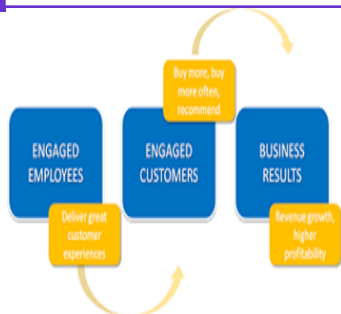 Buy more, buy
more often,
recommend
ENGAGED
EMPLOYEES
ENGAGED
CUSTOMERS
BUSINESS
RESULTS
Deliver great
customer
experiences
Revenue growth,
higher
profitability